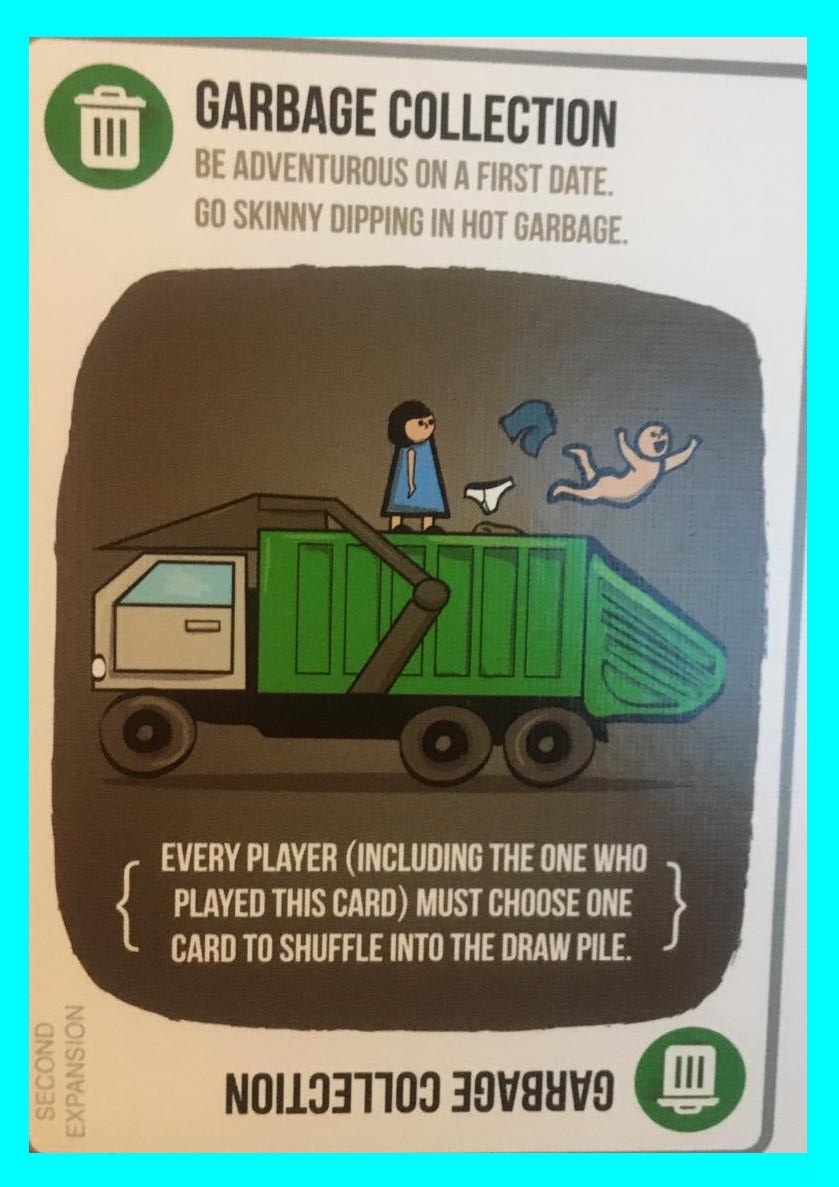 GARBAGE COLLECTION
BE ADVENTUROUS ON A FIRST DATE.
GO SKINNY DIPPING IN HOT GARBAGE.
EVERY PLAYER (INCLUDING THE ONE WHO
PLAYED THIS CARD) MUST CHOOSE ONE
CARD TO SHUFFLE INTO THE DRAW PILE.
SECOND
EXPANSION
GARBAGE COLLECTION